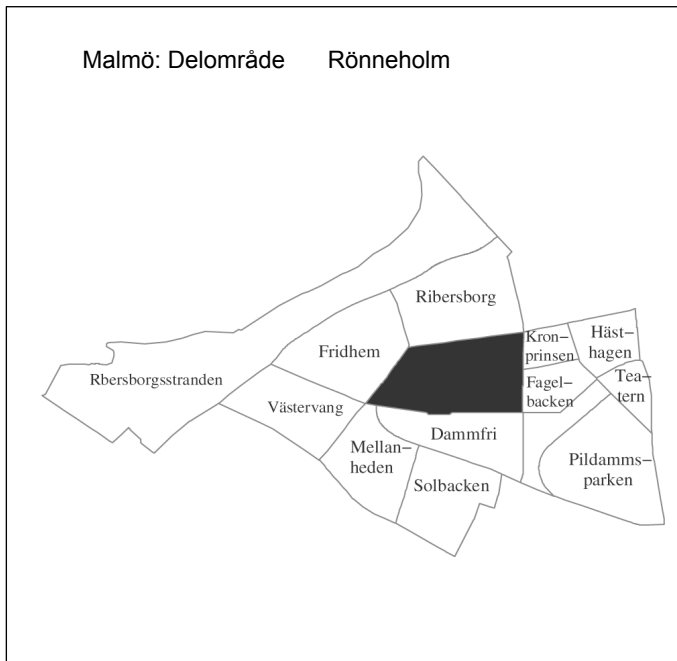 Malmö: Delområde Rönneholm
Ribersborg
Kron–
prinsen
Häst–
hagen
Fridhem
Rbersborgsstranden
Fagel–
backen
Tea–
tern
Västervang
Dammfri
Mellan–
heden
Pildamms–
parken
Solbacken